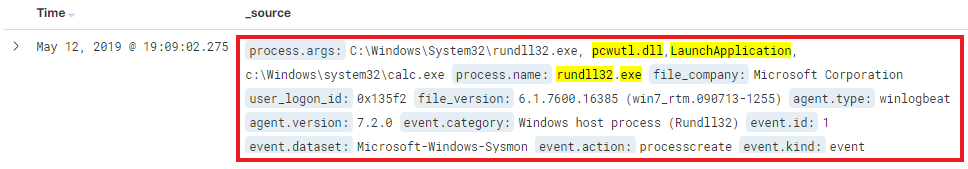 Time _source
May 12, 2019 @ 19:09:02.275 process.args: C:\Windows\System32\rundll32.exe, pcwutl.dll,LaunchApplication,
c:\Windows\system32\calc.exe process.name: rundll32.exe file_company: Microsoft Corporation
user_logon_id: 0x135f2 file_version: 6.1.7600.16385 (win7_rtm.090713-1255) agent.type: winlogbeat
agent.version: 7.2.0 event.category: Windows host process (Rundll32) event.id: 1
event.dataset: Microsoft-Windows-Sysmon event.action: processcreate event.kind: event